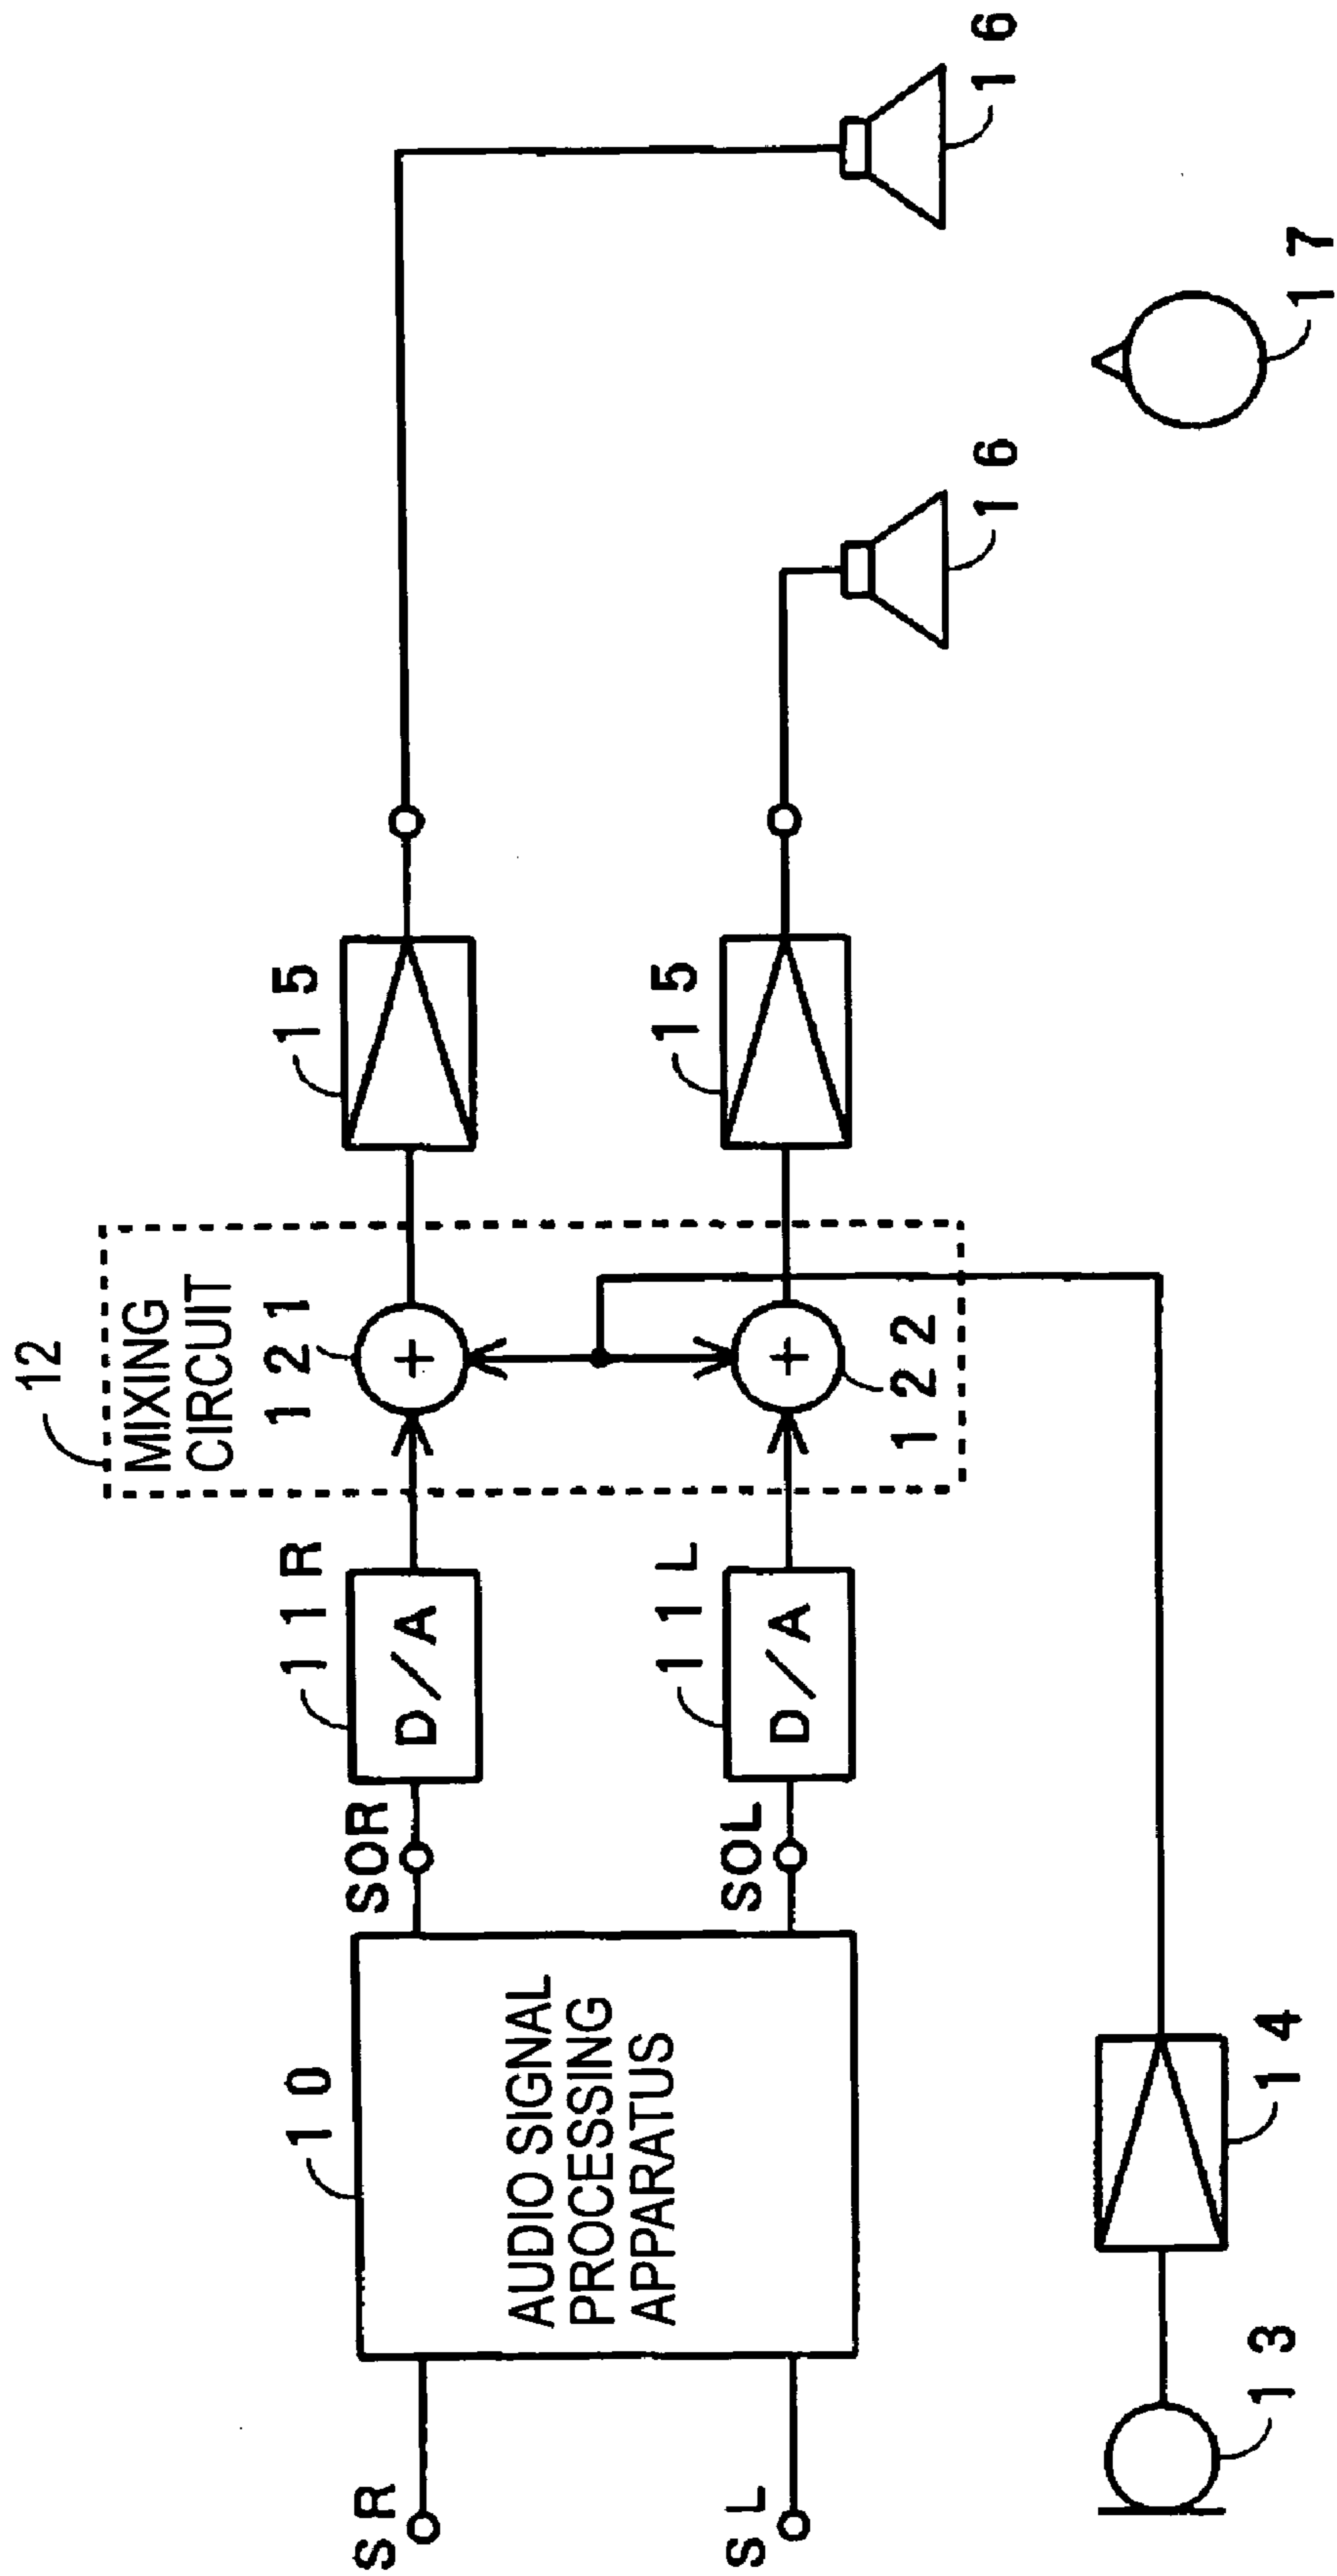 12
MIXING
CIRCUIT
10
11R
121
15
SR
SOR
D/A
+
AUDIO SIGNAL
PROCESSING
APPARATUS
11L
15
SL
SOL
D/A
+
122
16
16
13
14
17